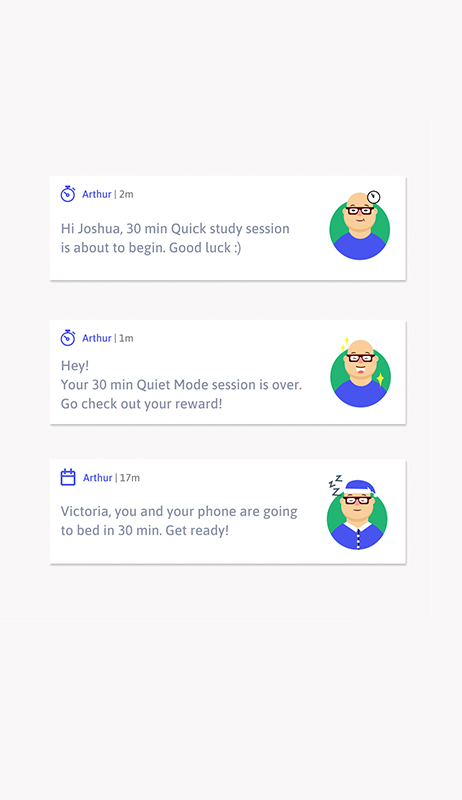 Arthur | 2m
Hi Joshua, 30 min Quick study session
is about to begin. Good luck :)
Arthur | 1m
Hey!
Your 30 min Quiet Mode session is over.
Go check out your reward!
Arthur | 17m
Victoria, you and your phone are going
to bed in 30 min. Get ready!